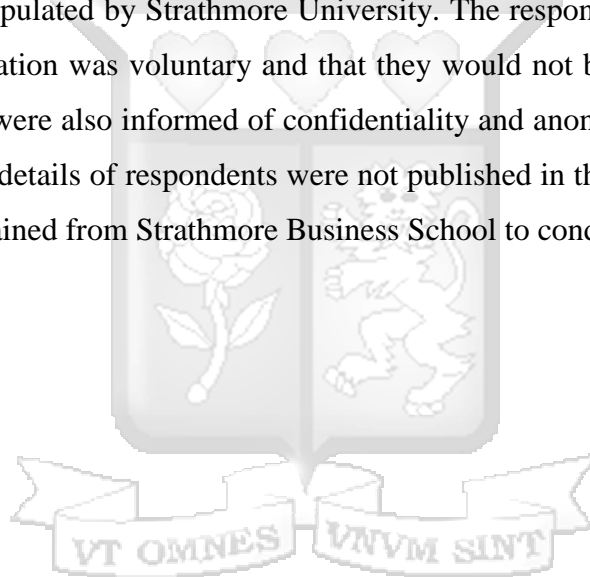 pulated by Strathmore University. The respon
ation was voluntary and that they would not b
were also informed of confidentiality and anon
details of respondents were not published in th
ained from Strathmore Business School to cond
VT OMNES VNVM SINT